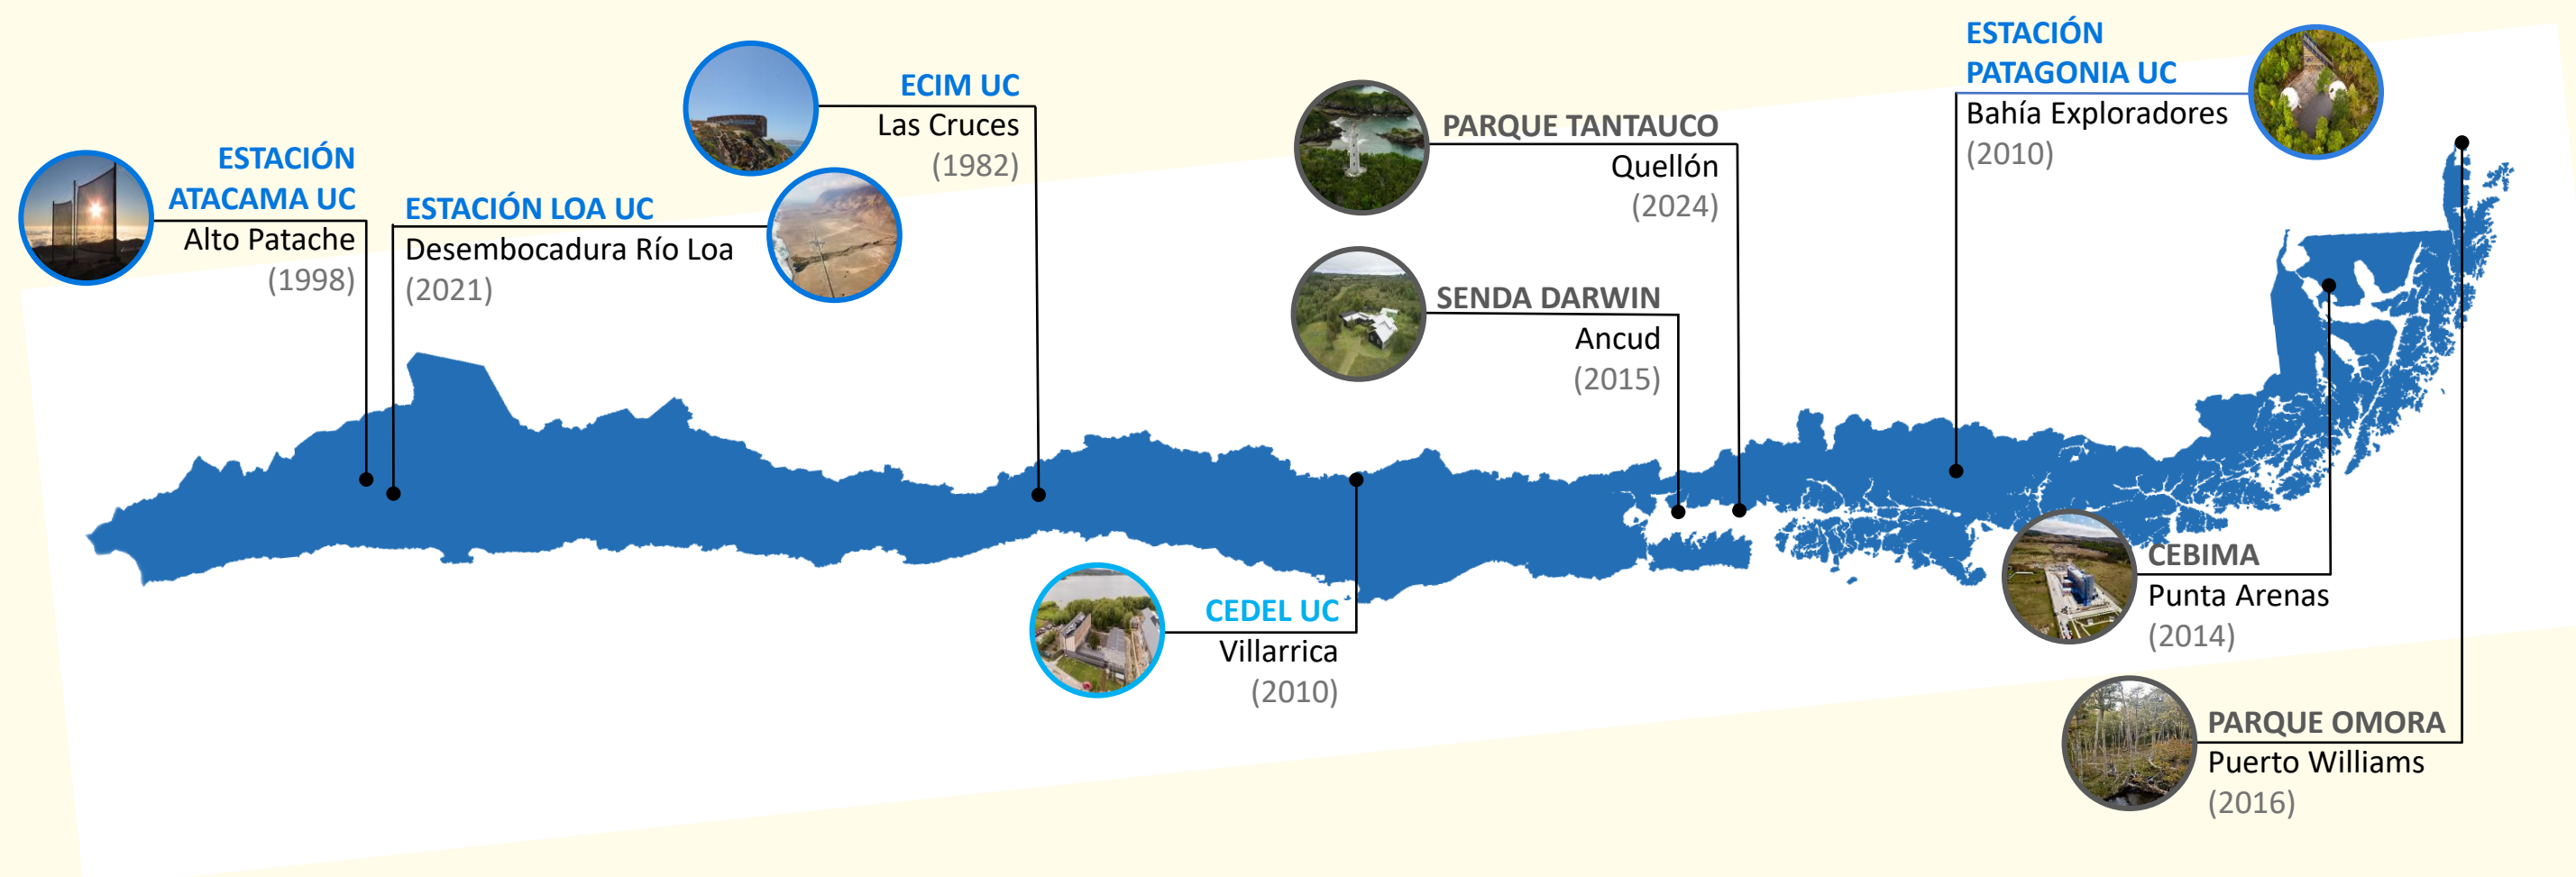 ESTACIÓN
ATACAMA UC
Alto Patache
(1998)
ESTACIÓN LOA UC
Desembocadura Río Loa
(2021)
ECIM UC
Las Cruces
(1982)
CEDEL UC
Villarrica
(2010)
PARQUE TANTAUCO
Quellón
(2024)
SENDA DARWIN
Ancud
(2015)
ESTACIÓN
PATAGONIA UC
Bahía Exploradores
(2010)
CEBIMA
Punta Arenas
(2014)
PARQUE OMORA
Puerto Williams
(2016)